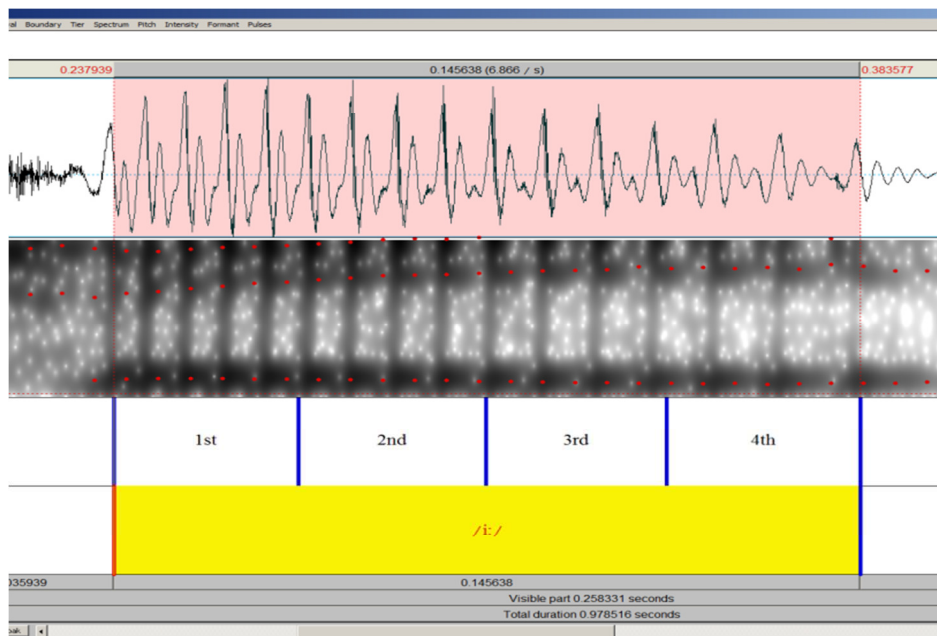 al Boundary Tier Spectrum Pitch Intensity Formant Pulses
0.237939 0.145638 (6.866 / s) 0.383577
1st 2nd 3rd 4th
/iː/
035939 0.145638
Visible part 0.258331 seconds
Total duration 0.978516 seconds